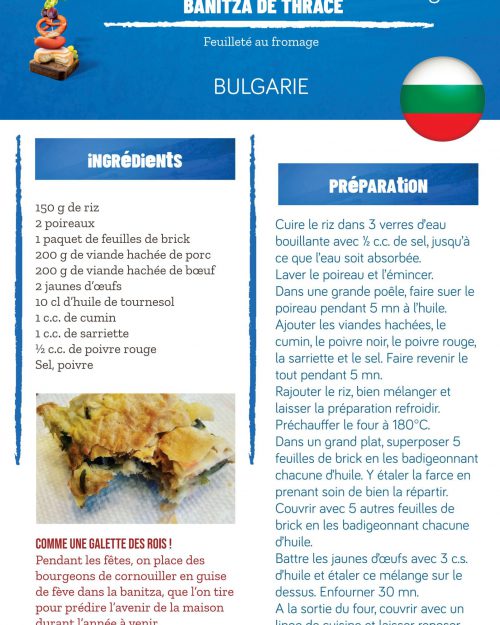 BANITZA DE THRACE
Feuilleté au fromage
BULGARIE
INGRÉDIENTS
150 g de riz
2 poireaux
1 paquet de feuilles de brick
200 g de viande hachée de porc
200 g de viande hachée de bœuf
2 jaunes d'œufs
10 cl d'huile de tournesol
1 c.c. de cumin
1 c.c. de sarriette
½ c.c. de poivre rouge
Sel, poivre
COMME UNE GALETTE DES ROIS !
Pendant les fêtes, on place des
bourgeons de cornouiller en guise
de fève dans la banitza, que l'on tire
pour prédire l'avenir de la maison
durant l'année à venir
PRÉPARATION
Cuire le riz dans 3 verres d'eau
bouillante avec ½ c.c. de sel, jusqu'à
ce que l'eau soit absorbée.
Laver le poireau et l'émincer.
Dans une grande poêle, faire suer le
poireau pendant 5 mn à l'huile.
Ajouter les viandes hachées, le
cumin, le poivre noir, le poivre rouge,
la sarriette et le sel. Faire revenir le
tout pendant 5 mn.
Rajouter le riz, bien mélanger et
laisser la préparation refroidir.
Préchauffer le four à 180°C.
Dans un grand plat, superposer 5
feuilles de brick en les badigeonnant
chacune d'huile. Y étaler la farce en
prenant soin de bien la répartir.
Couvrir avec 5 autres feuilles de
brick en les badigeonnant chacune
d'huile.
Battre les jaunes d'œufs avec 3 c.s.
d'huile et étaler ce mélange sur le
dessus. Enfourner 30 mn.
A la sortie du four, couvrir avec un
linge de cuisine et laisser reposer